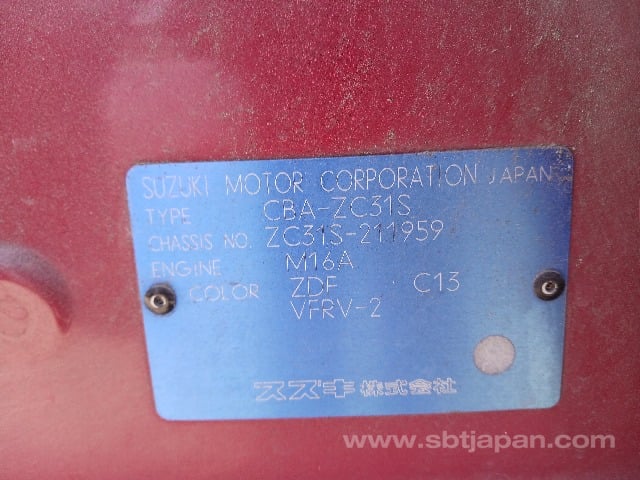 SUZUKI MOTOR CORPORATION JAPAN
TYPE CBA-ZC31S
CHASSIS NO. ZC31S-211959
ENGINE M16A
COLOR ZDF C13
VFRV-2
スズキ株式会社
www.sbtjapan.com